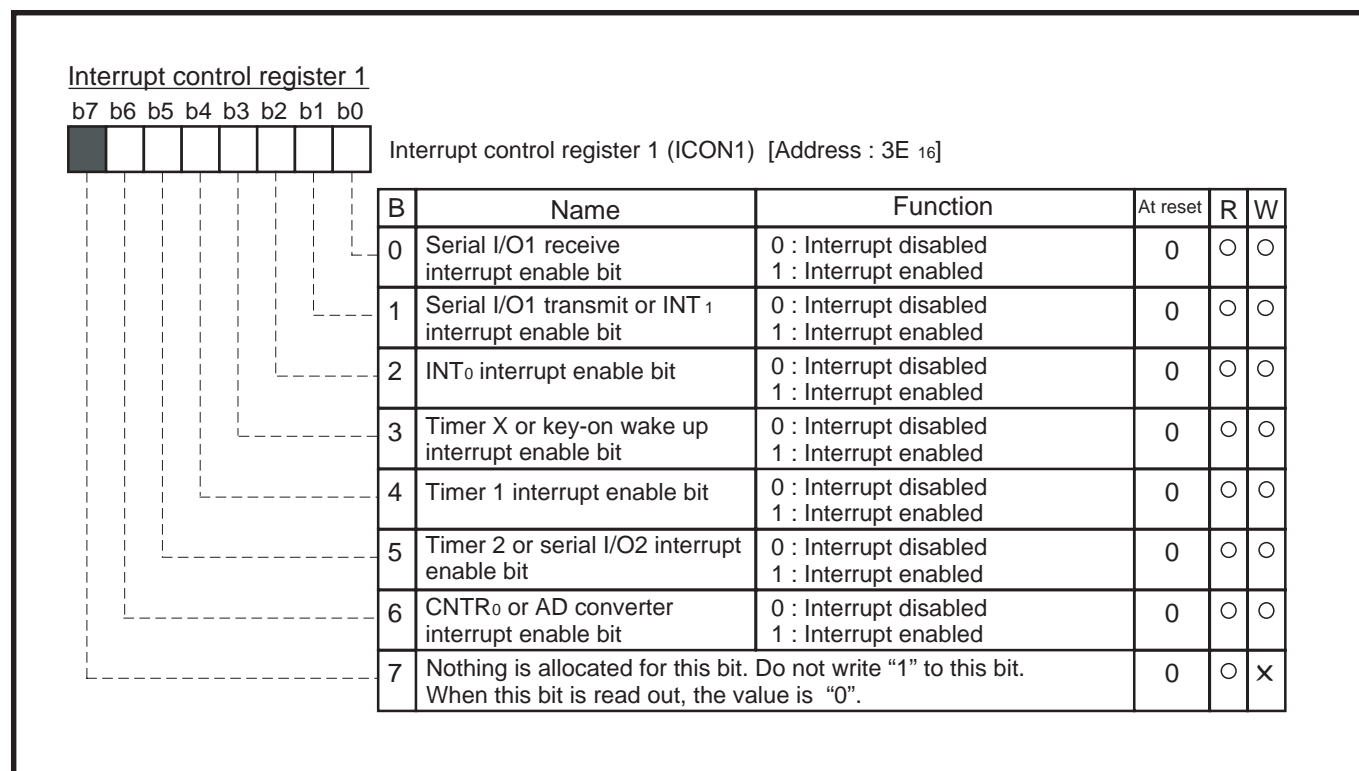 Interrupt control register 1
b7 b6 b5 b4 b3 b2 b1 b0
Interrupt control register 1 (ICON1) [Address : 3E 16]
B Name Function At reset R W
0 Serial I/O1 receive interrupt enable bit 0 : Interrupt disabled 1 : Interrupt enabled 0 ○ ○
1 Serial I/O1 transmit or INT1 interrupt enable bit 0 : Interrupt disabled 1 : Interrupt enabled 0 ○ ○
2 INT0 interrupt enable bit 0 : Interrupt disabled 1 : Interrupt enabled 0 ○ ○
3 Timer X or key-on wake up interrupt enable bit 0 : Interrupt disabled 1 : Interrupt enabled 0 ○ ○
4 Timer 1 interrupt enable bit 0 : Interrupt disabled 1 : Interrupt enabled 0 ○ ○
5 Timer 2 or serial I/O2 interrupt enable bit 0 : Interrupt disabled 1 : Interrupt enabled 0 ○ ○
6 CNTR0 or AD converter interrupt enable bit 0 : Interrupt disabled 1 : Interrupt enabled 0 ○ ○
7 Nothing is allocated for this bit. Do not write “1” to this bit. When this bit is read out, the value is “0”. 0 ○ ×